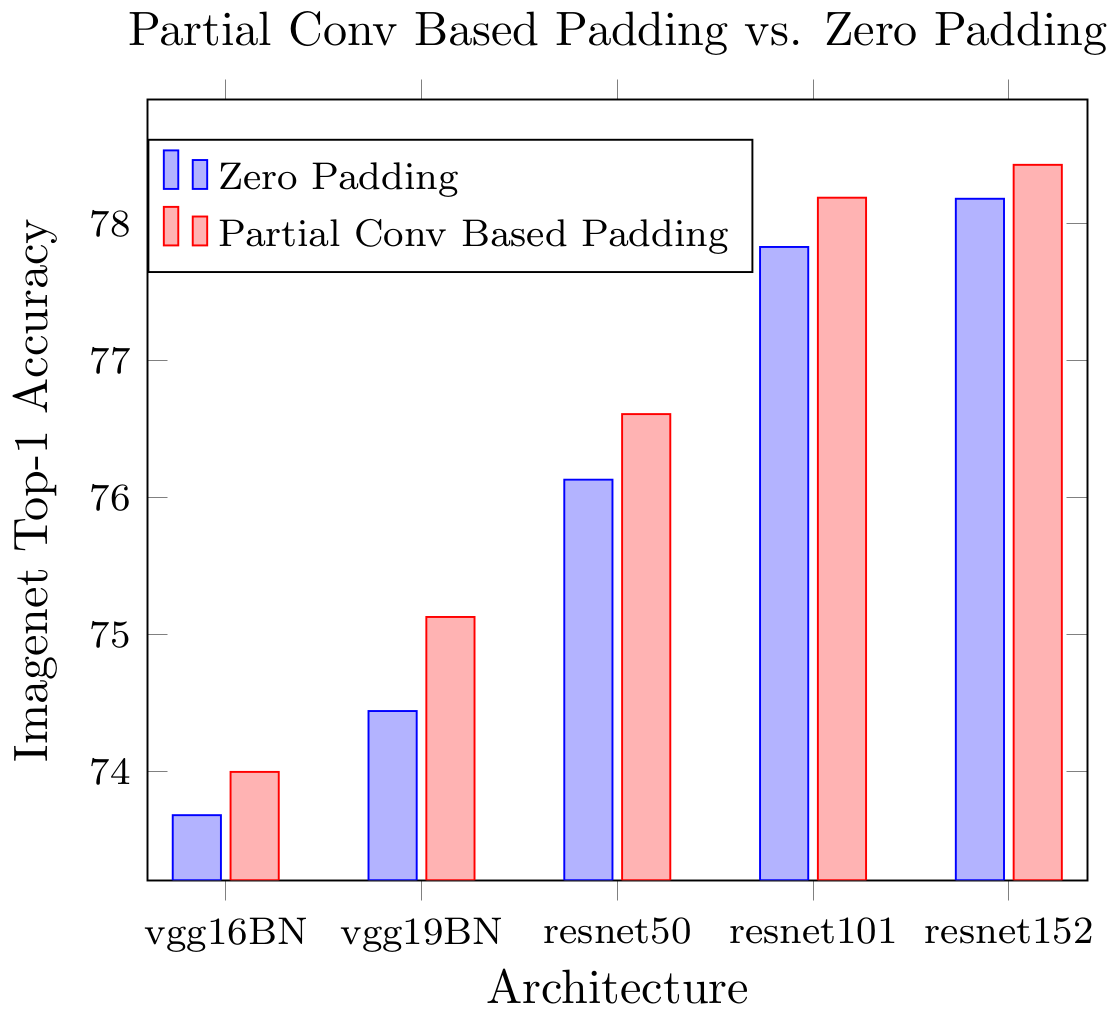 Partial Conv Based Padding vs. Zero Padding
Zero Padding
Partial Conv Based Padding
Imagenet Top-1 Accuracy
78
77
76
75
74
vgg16BN vgg19BN resnet50 resnet101 resnet152
Architecture